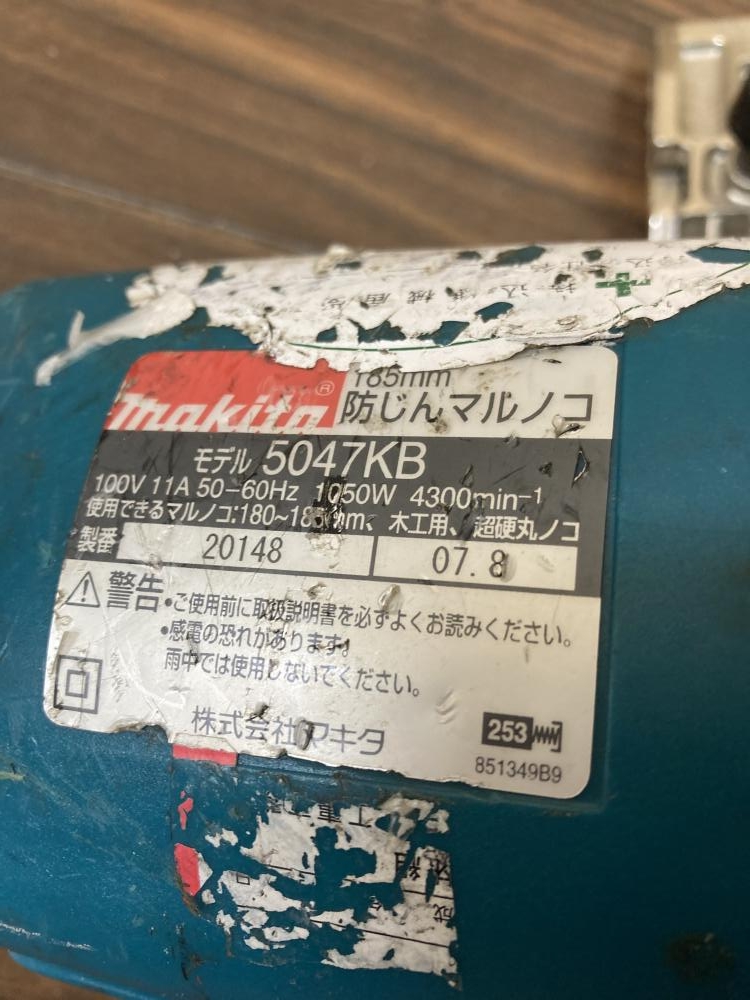 makita®
185mm
防じんマルノコ
モデル 5047KB
100V 11A 50-60Hz 1050W 4300min-1
使用できるマルノコ:180~185mm、木工用、超硬丸ノコ
製番 20148 07.8
警告 •ご使用前に取扱説明書を必ずよくお読みください。
•感電の恐れがあります!
雨中では使用しないでください。
株式会社マキタ
253
851349B9